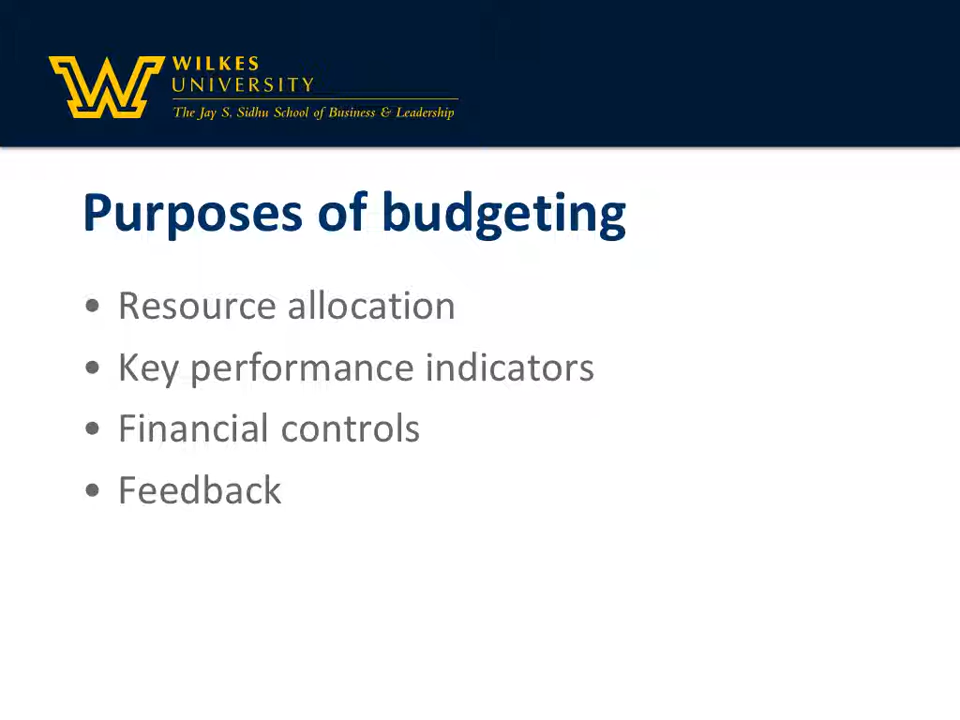 WILKES
UNIVERSITY
The Jay S. Sidhu School of Business & Leadership
Purposes of budgeting
• Resource allocation
• Key performance indicators
• Financial controls
• Feedback